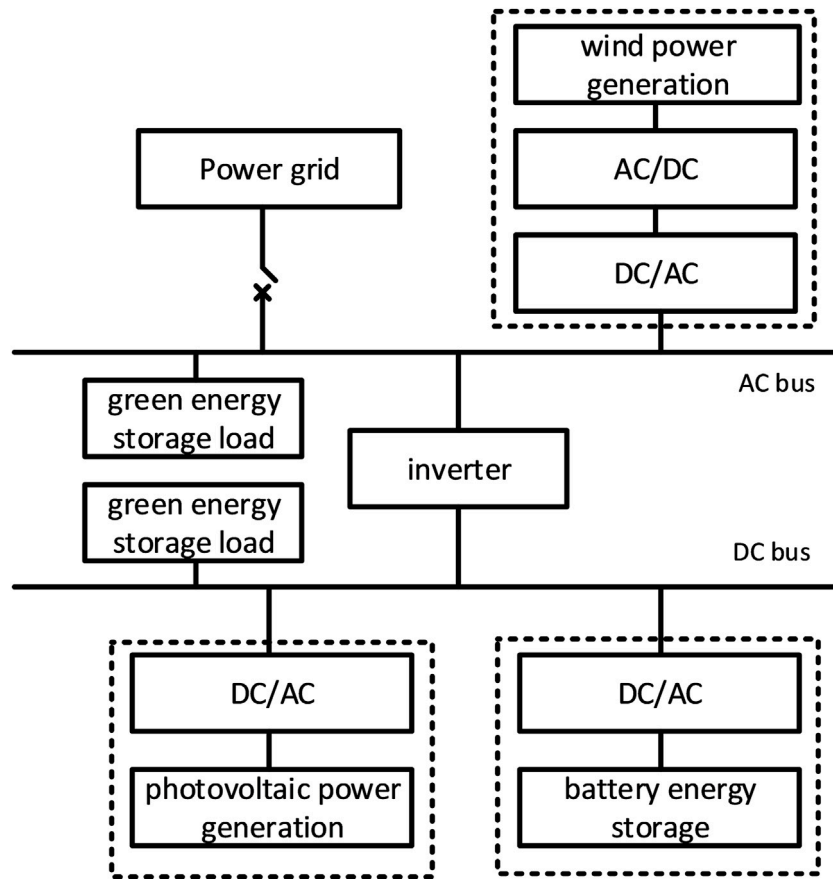 wind power
generation
Power grid
AC/DC
DC/AC
AC bus
green energy
storage load
inverter
green energy
storage load
DC bus
DC/AC
DC/AC
photovoltaic power
generation
battery energy
storage